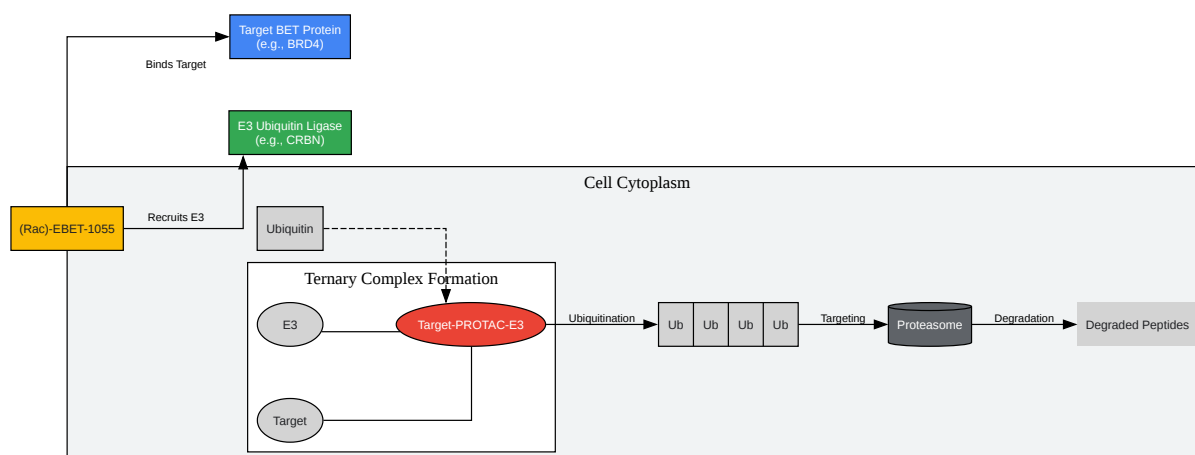 Target BET Protein
(e.g., BRD4)
Binds Target
E3 Ubiquitin Ligase
(e.g., CRBN)
Cell Cytoplasm
(Rac)-EBET-1055
Recruits E3
Ubiquitin
Ternary Complex Formation
E3
Target-PROTAC-E3
Ubiquitination
Ub Ub Ub Ub
Targeting
Proteasome
Degradation
Degraded Peptides
Target